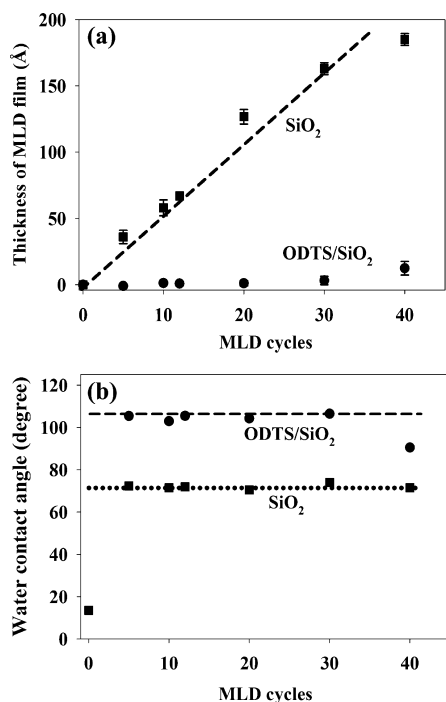 (a)
Thickness of MLD film (Å)
200
150
100
50
0
SiO2
ODTS/SiO2
0 10 20 30 40
MLD cycles
(b)
Water contact angle (degree)
120
100
80
60
40
20
0
ODTS/SiO2
SiO2
0 10 20 30 40
MLD cycles